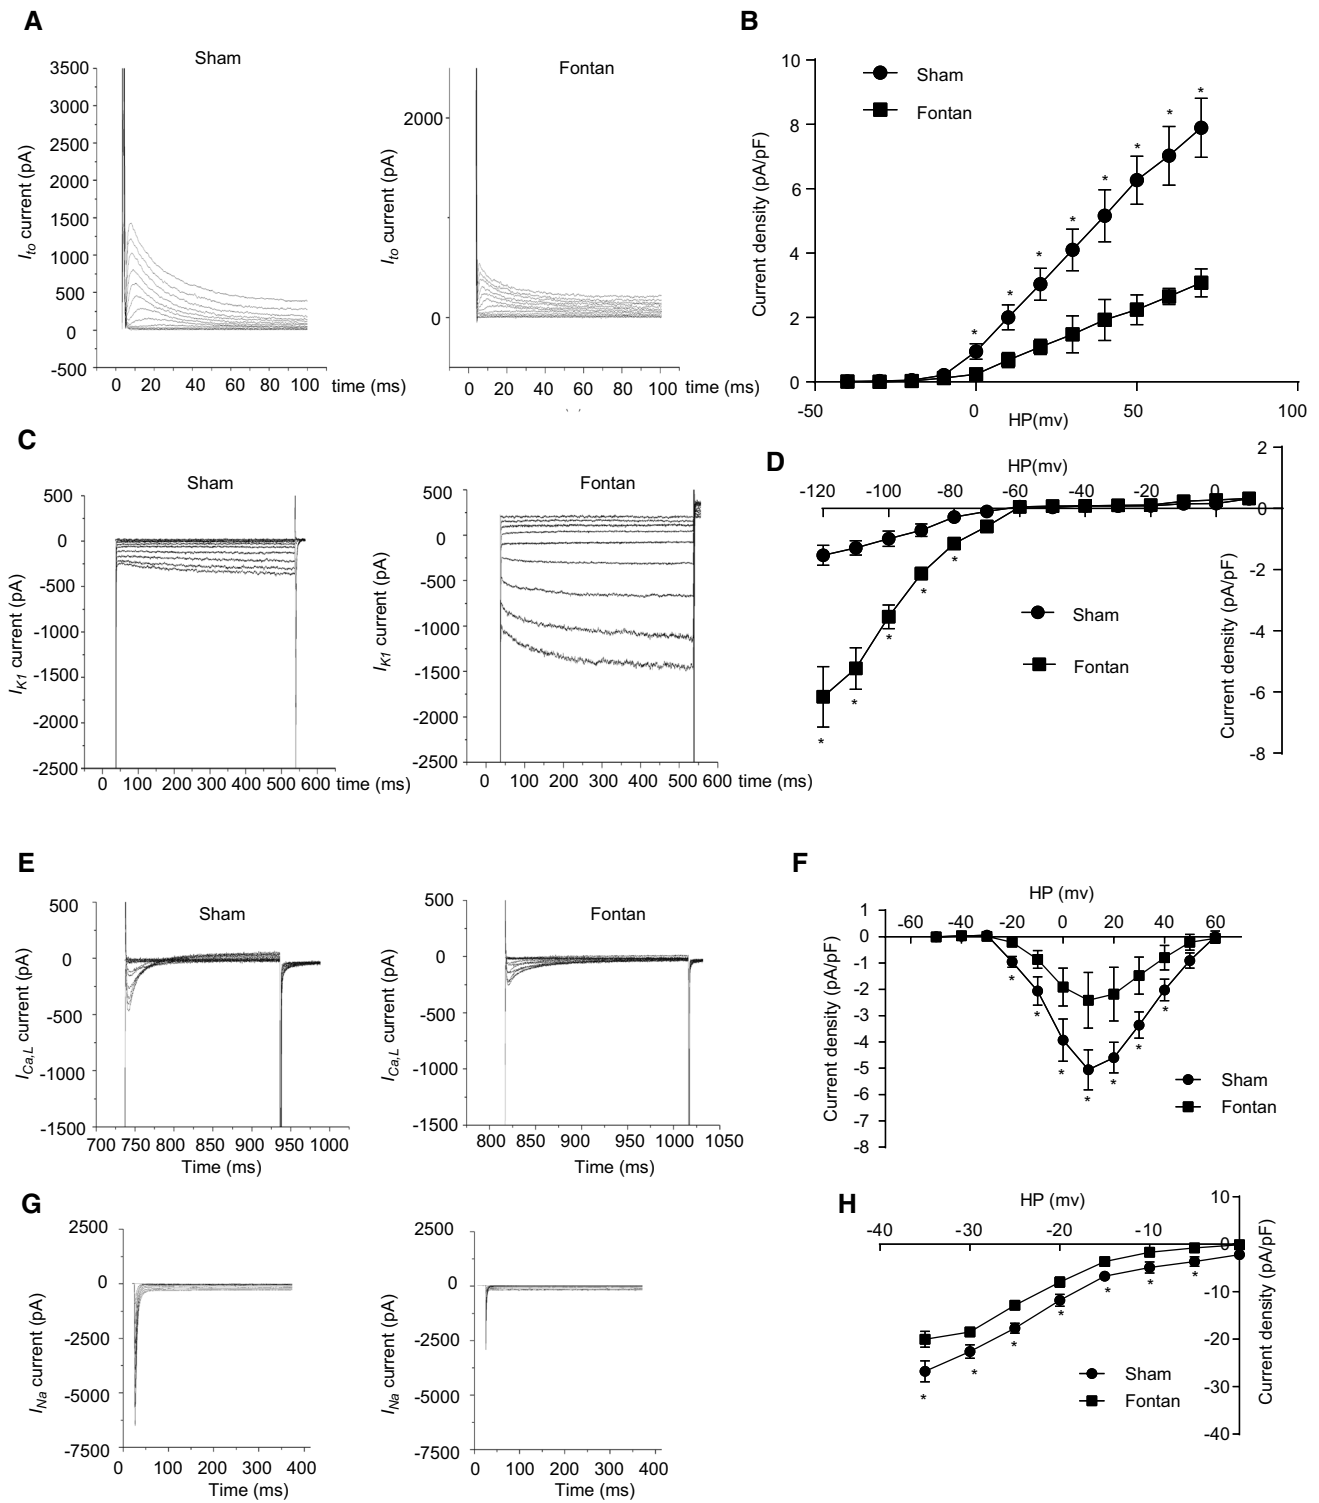 A
Sham
3500
3000
2500
2000
1500
1000
500
0
-500
I_to current (pA)
0 20 40 60 80 100 time (ms)
Fontan
2000
0
I_to current (pA)
0 20 40 60 80 100 time (ms)
B
10
8
6
4
2
0
Current density (pA/pF)
Sham
Fontan
* * * * * * * *
-50 0 50 100
HP(mv)
C
Sham
500
0
-500
-1000
-1500
-2000
-2500
I_K1 current (pA)
0 100 200 300 400 500 600 time (ms)
Fontan
500
0
-500
-1000
-1500
-2000
-2500
I_K1 current (pA)
0 100 200 300 400 500 600 time (ms)
D
HP(mv)
-120 -100 -80 -60 -40 -20 0
2
0
-2
-4
-6
-8
Current density (pA/pF)
Sham
Fontan
* * * * *
E
Sham
500
0
-500
-1000
-1500
I_Ca,L current (pA)
700 750 800 850 900 950 1000
Time (ms)
Fontan
500
0
-500
-1000
-1500
I_Ca,L current (pA)
800 850 900 950 1000 1050
Time (ms)
F
HP (mv)
-60 -40 -20 0 20 40 60
1
0
-1
-2
-3
-4
-5
-6
-7
-8
Current density (pA/pF)
Sham
Fontan
* * * * * * *
G
2500
0
-2500
-5000
-7500
I_Na current (pA)
0 100 200 300 400
Time (ms)
2500
0
-2500
-5000
-7500
I_Na current (pA)
0 100 200 300 400
Time (ms)
H
HP (mv)
-40 -30 -20 -10
10
0
-10
-20
-30
-40
Current density (pA/pF)
Sham
Fontan
* * * * * * *